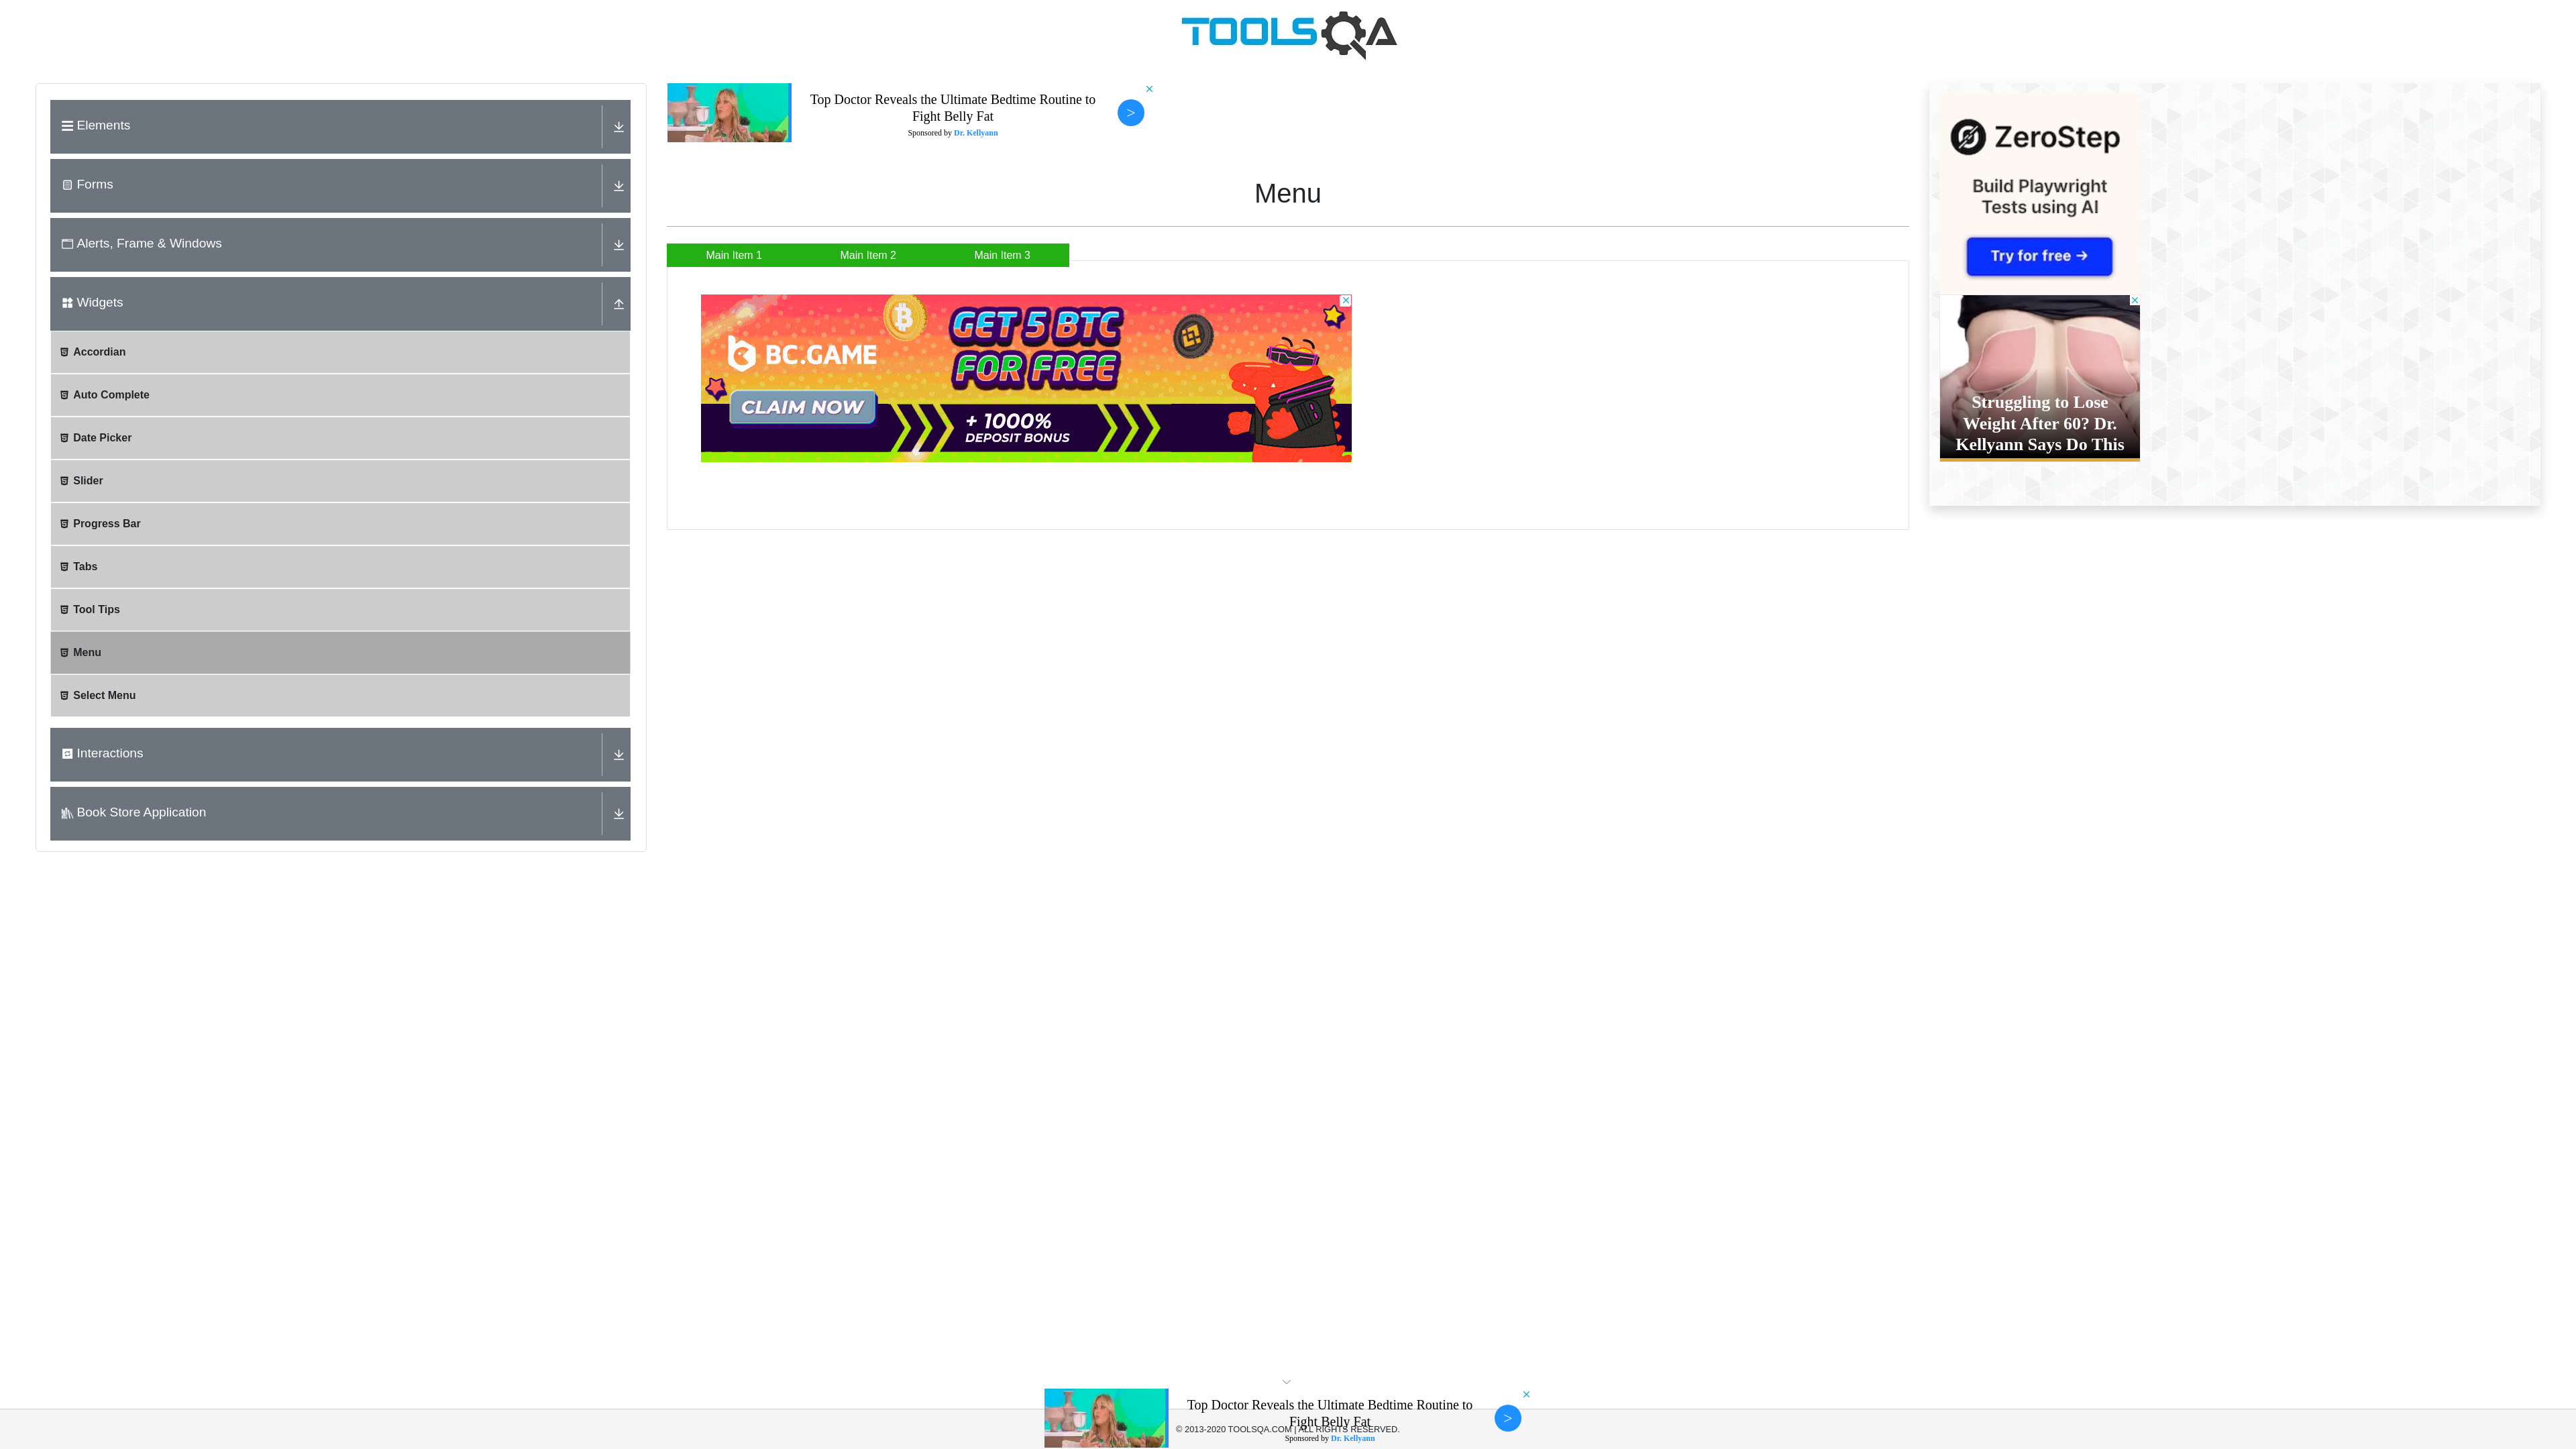 TOOLSQA
Elements
Forms
Alerts, Frame & Windows
Widgets
Accordian
Auto Complete
Date Picker
Slider
Progress Bar
Tabs
Tool Tips
Menu
Select Menu
Interactions
Book Store Application
Top Doctor Reveals the Ultimate Bedtime Routine to
Fight Belly Fat
Sponsored by Dr. Kellyann
>
Menu
Main Item 1
Main Item 2
Main Item 3
BC.GAME
CLAIM NOW
GET 5 BTC
FOR FREE
+ 1000%
DEPOSIT BONUS
ZeroStep
Build Playwright
Tests using AI
Try for free →
Struggling to Lose
Weight After 60? Dr.
Kellyann Says Do This
Top Doctor Reveals the Ultimate Bedtime Routine to
Fight Belly Fat
Sponsored by Dr. Kellyann
>
© 2013-2020 TOOLSQA.COM | ALL RIGHTS RESERVED.